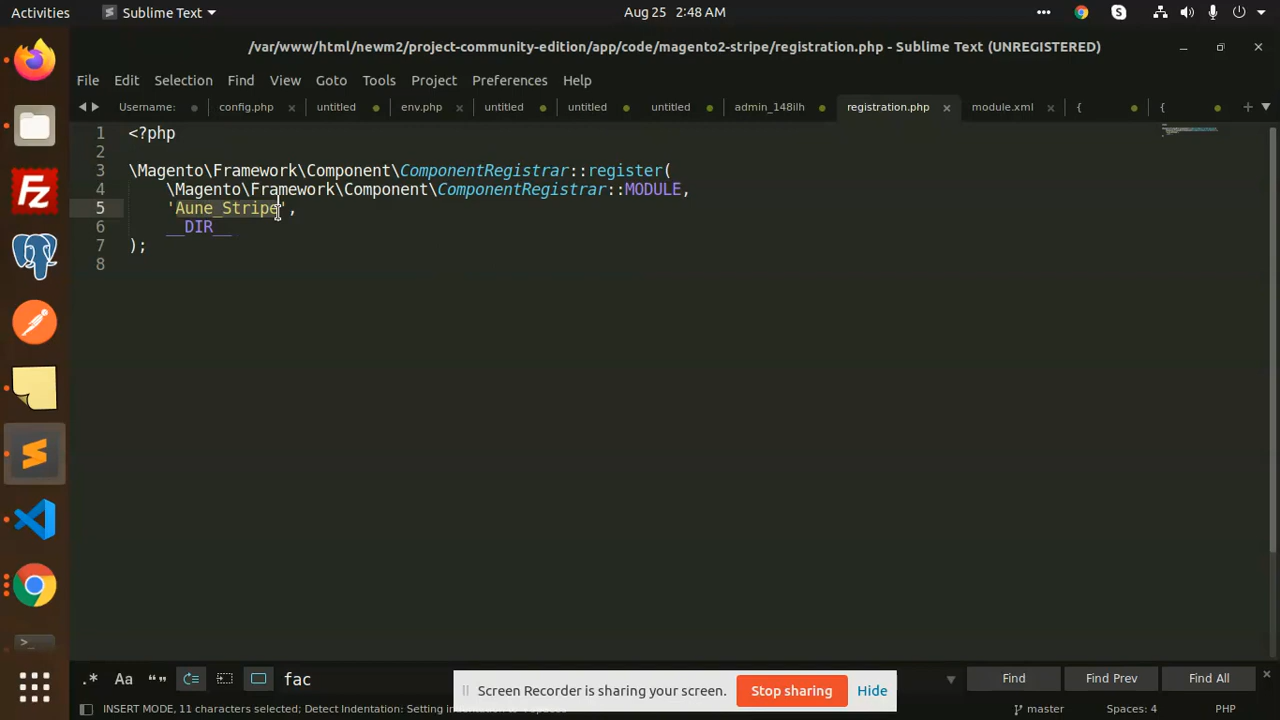 Activities
Sublime Text
Aug 25 2:48 AM
/var/www/html/newm2/project-community-edition/app/code/magento2-stripe/registration.php - Sublime Text (UNREGISTERED)
File Edit Selection Find View Goto Tools Project Preferences Help
Username: config.php untitled env.php untitled untitled untitled admin_148ilh registration.php module.xml { {
1 <?php
2
3 \Magento\Framework\Component\ComponentRegistrar::register(
4 \Magento\Framework\Component\ComponentRegistrar::MODULE,
5 'Aune_Stripe',
6 __DIR__
7 );
8
.* Aa “” fac Find Find Prev Find All
Screen Recorder is sharing your screen. Stop sharing Hide
INSERT MODE, 11 characters selected; Detect Indentation: Setting in master Spaces: 4 PHP